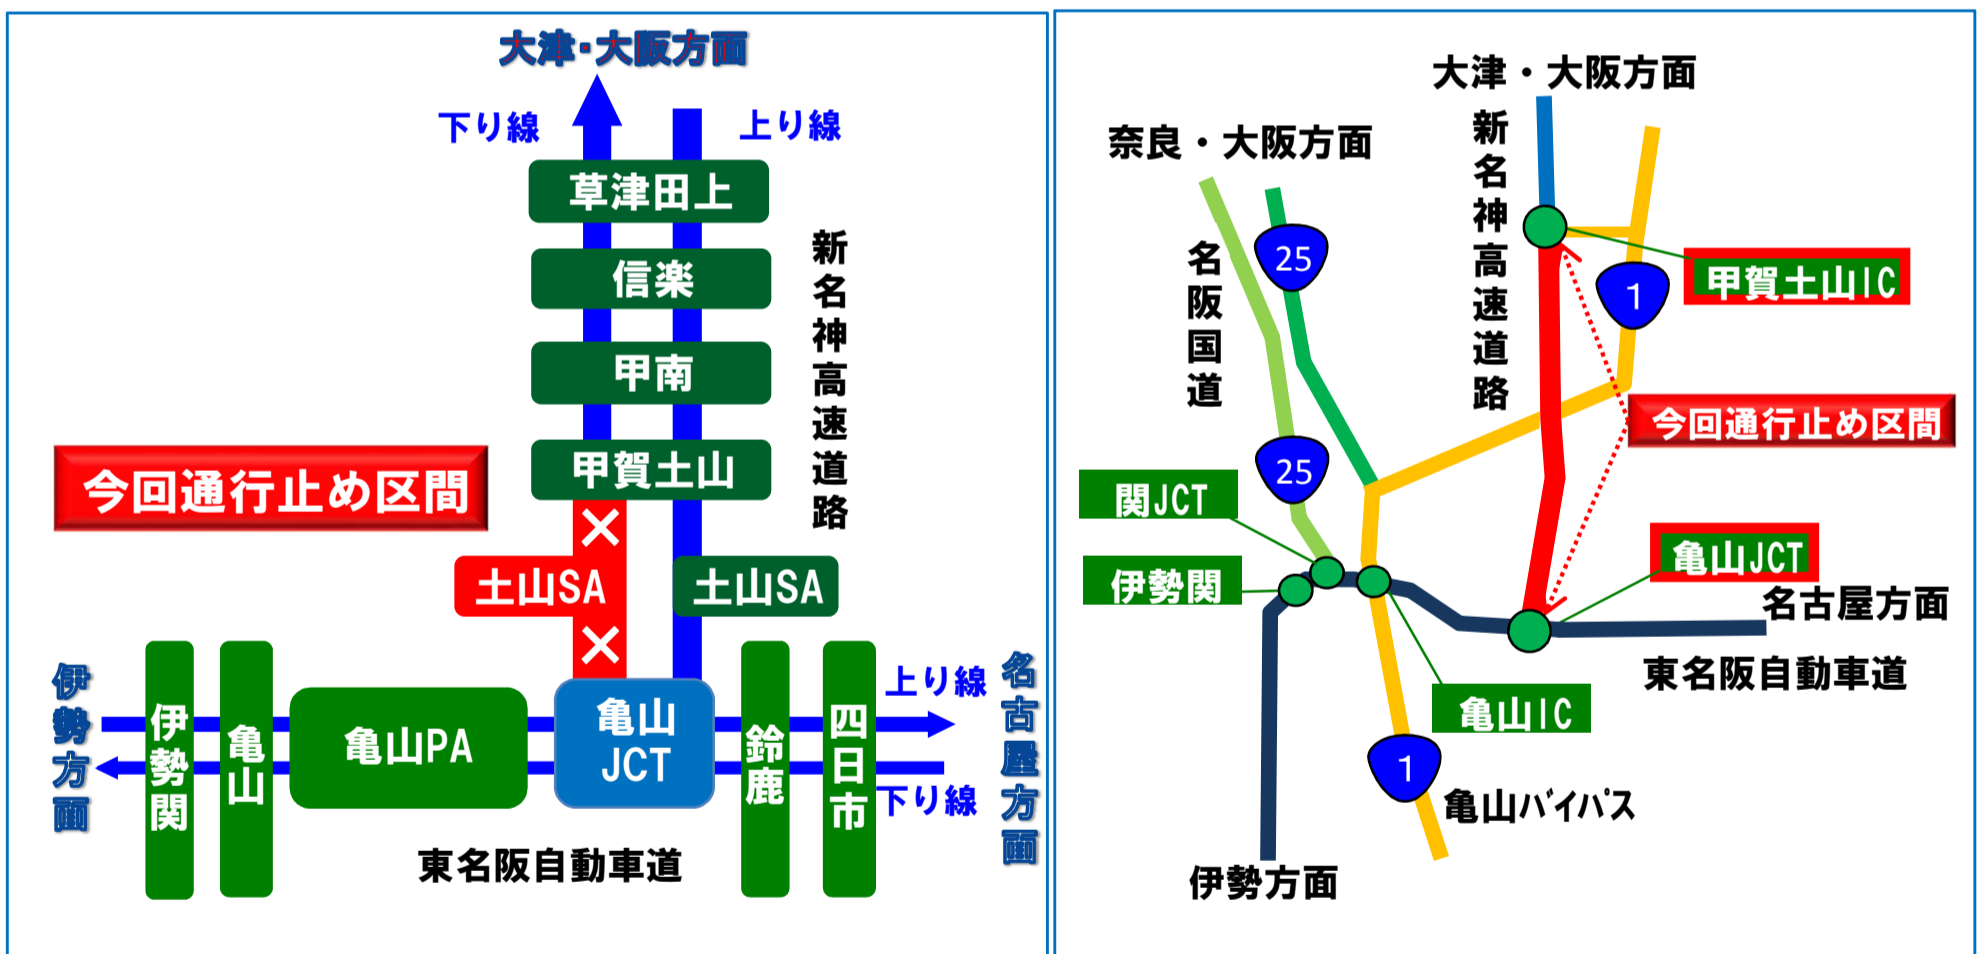 大津・大阪方面
下り線
上り線
草津田上
信楽
甲南
甲賀土山
新名神高速道路
今回通行止め区間
土山SA
土山SA
伊勢方面
伊勢関
亀山
亀山PA
亀山
JCT
鈴鹿
四日市
上り線
下り線
名古屋方面
東名阪自動車道
大津・大阪方面
奈良・大阪方面
新名神高速道路
名阪国道
25
1
甲賀土山IC
今回通行止め区間
25
関JCT
伊勢関
亀山JCT
名古屋方面
東名阪自動車道
亀山IC
1
亀山バイパス
伊勢方面